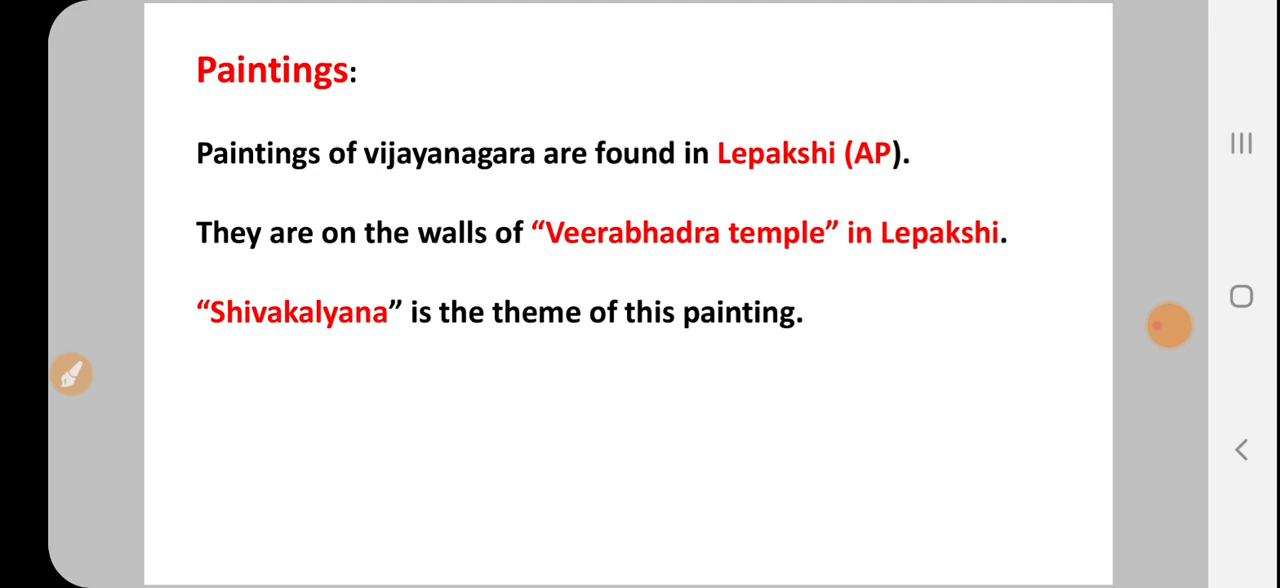 Paintings:
Paintings of vijayanagara are found in Lepakshi (AP).
They are on the walls of “Veerabhadra temple” in Lepakshi.
“Shivakalyana” is the theme of this painting.